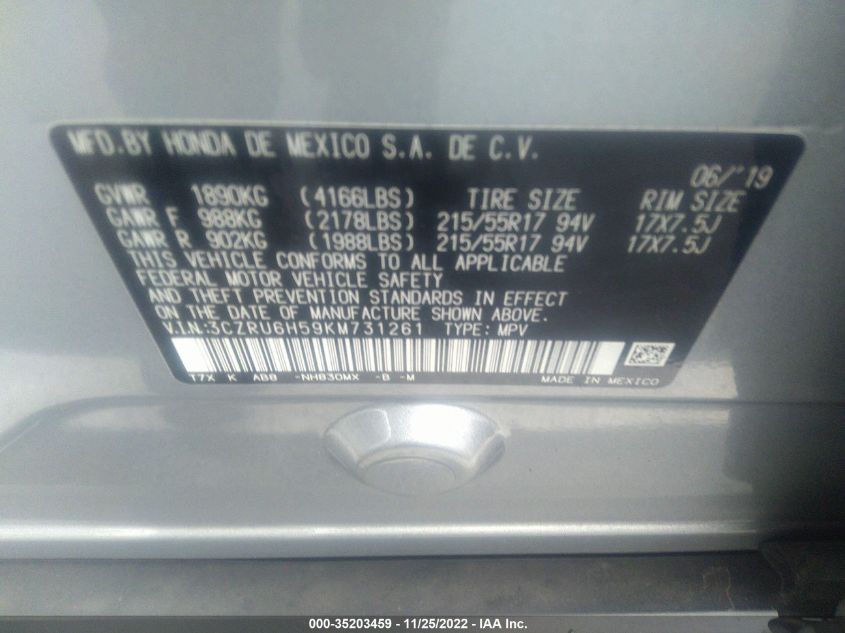 MFD.BY HONDA DE MEXICO S.A. DE C.V.
06/'19
GVWR 1890KG (4166LBS) TIRE SIZE RIM SIZE
GAWR F 988KG (2178LBS) 215/55R17 94V 17X7.5J
GAWR R 902KG (1988LBS) 215/55R17 94V 17X7.5J
THIS VEHICLE CONFORMS TO ALL APPLICABLE
FEDERAL MOTOR VEHICLE SAFETY
AND THEFT PREVENTION STANDARDS IN EFFECT
ON THE DATE OF MANUFACTURE SHOWN ABOVE.
V.I.N:3CZRU6H59KM731261 TYPE: MPV
T7X K AB8 -NH830MX -B -M MADE IN MEXICO
000-35203459 - 11/25/2022 - IAA Inc.